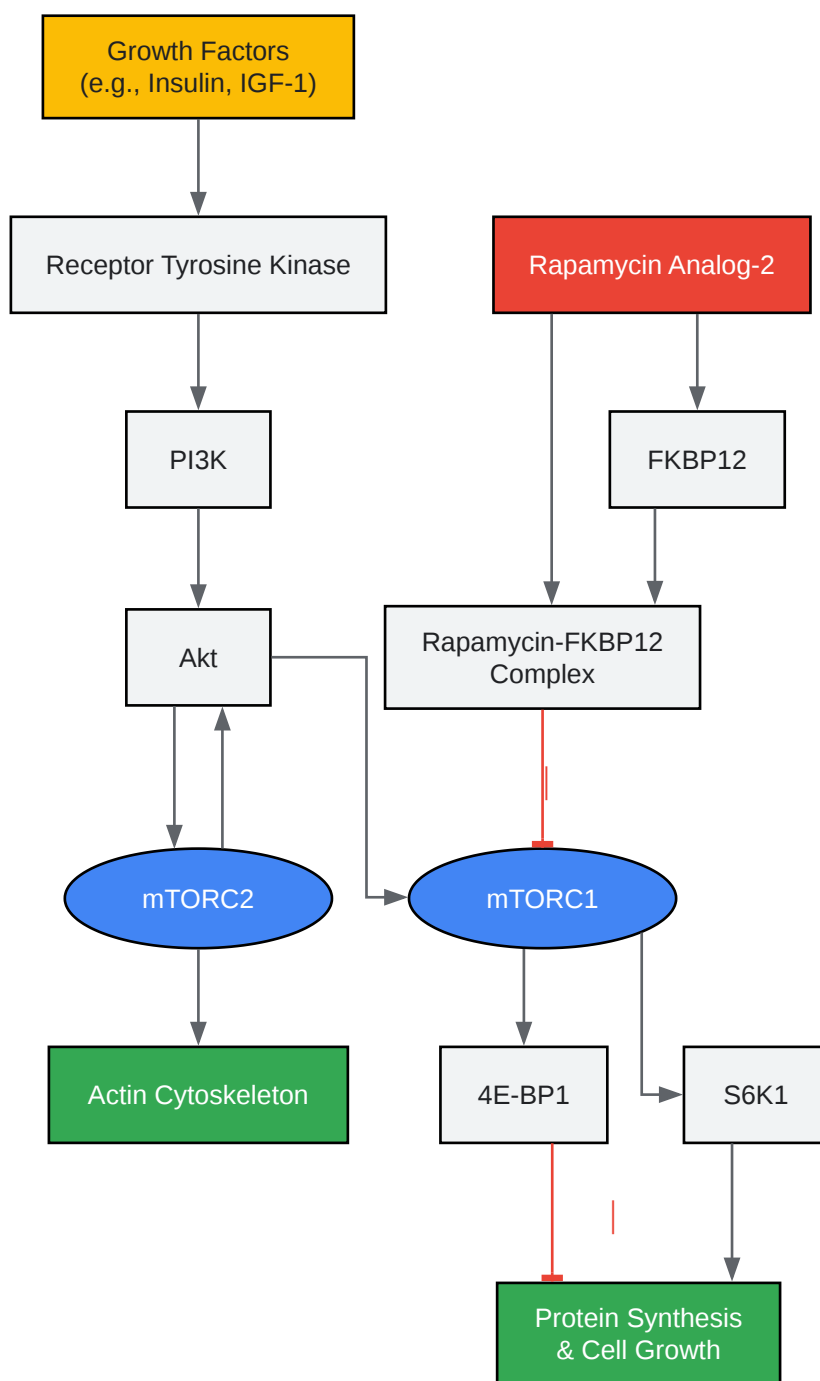 Growth Factors
(e.g., Insulin, IGF-1)
Receptor Tyrosine Kinase
Rapamycin Analog-2
PI3K
FKBP12
Akt
Rapamycin-FKBP12
Complex
mTORC2
mTORC1
Actin Cytoskeleton
4E-BP1
S6K1
Protein Synthesis
& Cell Growth